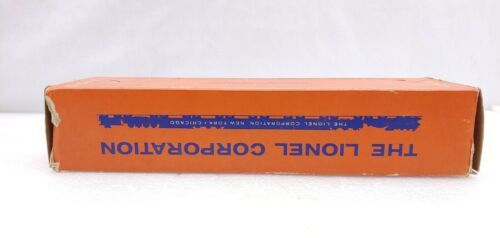 THE LIONEL CORPORATION
THE LIONEL CORPORATION NEW YORK • CHICAGO